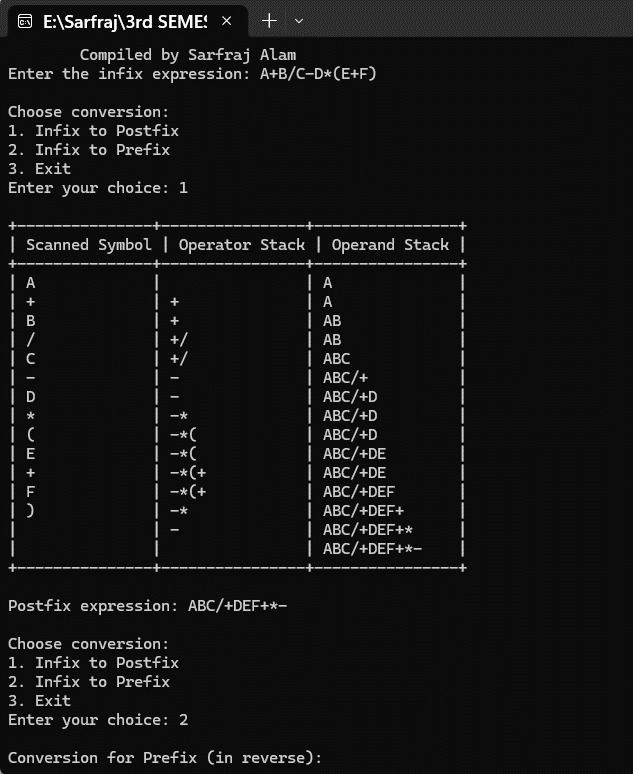 E:\Sarfraj\3rd SEMES
Compiled by Sarfraj Alam
Enter the infix expression: A+B/C-D*(E+F)
Choose conversion:
1. Infix to Postfix
2. Infix to Prefix
3. Exit
Enter your choice: 1
+---------------+----------------+----------------+
| Scanned Symbol | Operator Stack | Operand Stack |
+---------------+----------------+----------------+
| A | | A |
| + | + | A |
| B | + | AB |
| / | +/ | AB |
| C | +/ | ABC |
| - | - | ABC/+ |
| D | - | ABC/+D |
| * | -* | ABC/+D |
| ( | -*( | ABC/+D |
| E | -*( | ABC/+DE |
| + | -*(+ | ABC/+DE |
| F | -*(+ | ABC/+DEF |
| ) | -* | ABC/+DEF+ |
| | - | ABC/+DEF+* |
| | | ABC/+DEF+*- |
+---------------+----------------+----------------+
Postfix expression: ABC/+DEF+*-
Choose conversion:
1. Infix to Postfix
2. Infix to Prefix
3. Exit
Enter your choice: 2
Conversion for Prefix (in reverse):